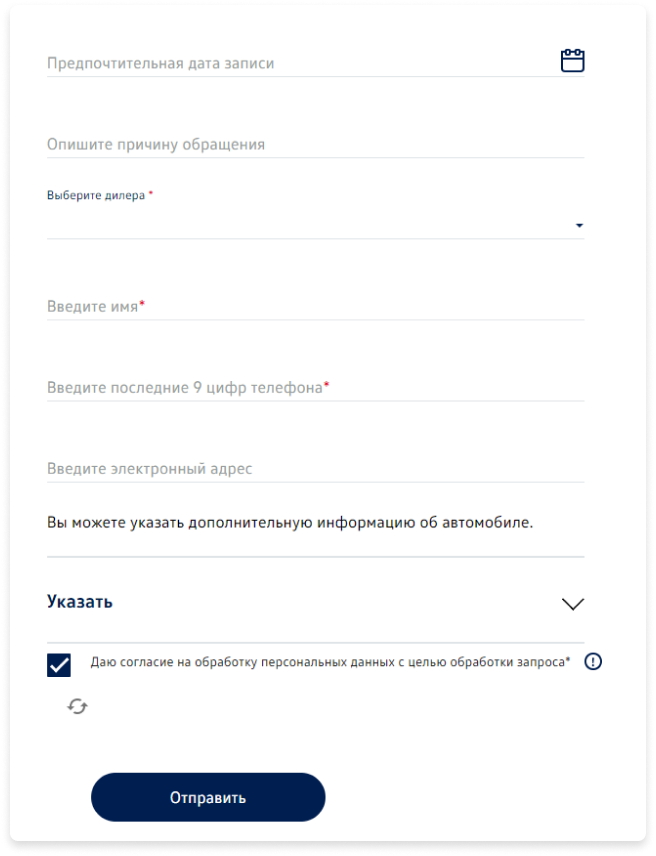 Предпочтительная дата записи
Опишите причину обращения
Выберите дилера *
Введите имя*
Введите последние 9 цифр телефона*
Введите электронный адрес
Вы можете указать дополнительную информацию об автомобиле.
Указать
Даю согласие на обработку персональных данных с целью обработки запроса*
Отправить